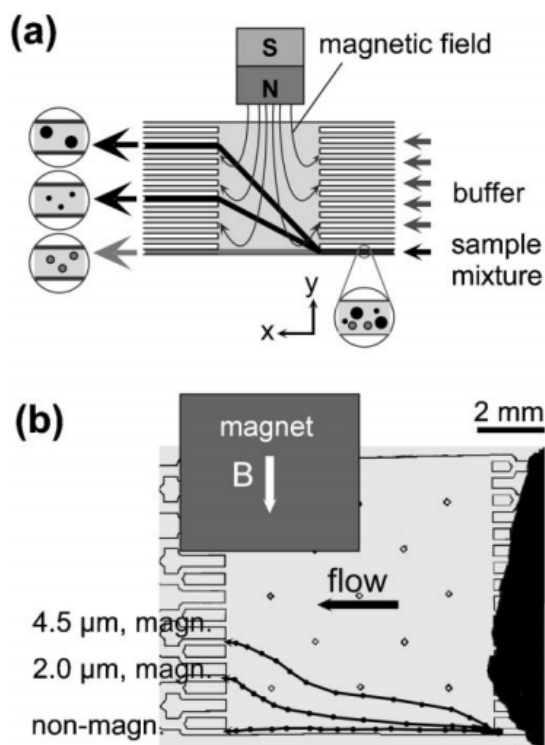 (a)
S
N
magnetic field
buffer
sample
mixture
y
x
(b)
magnet
B
2 mm
flow
4.5 µm, magn.
2.0 µm, magn.
non-magn.